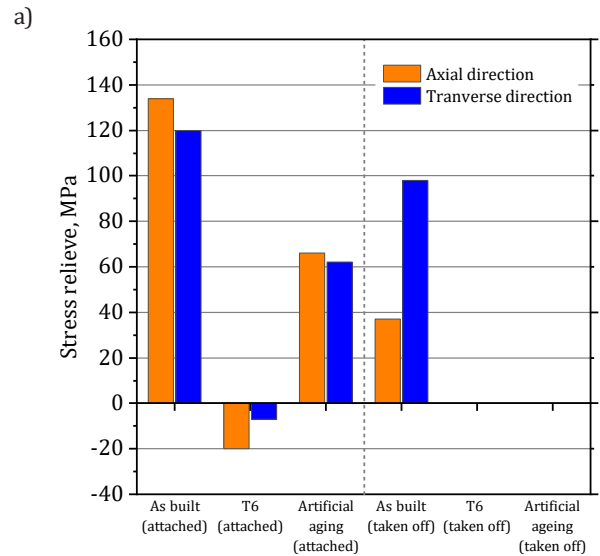 a)
160
140
120
100
80
60
40
20
0
-20
-40
Stress relieve, MPa
Axial direction
Tranverse direction
As built
(attached)
T6
(attached)
Artificial
aging (attached)
As built
(taken off)
T6
(taken off)
Artificial
ageing (taken off)